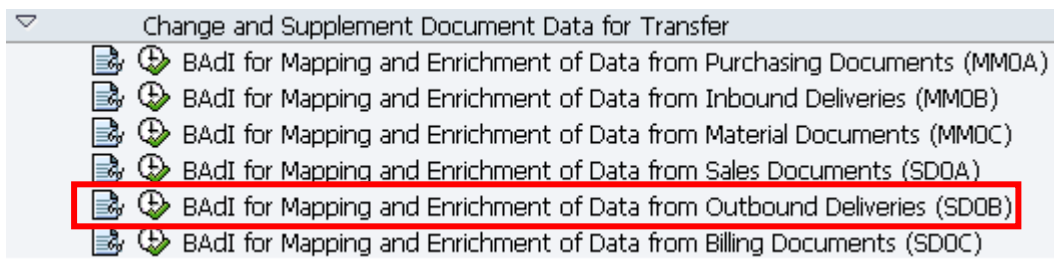 Change and Supplement Document Data for Transfer
BAdI for Mapping and Enrichment of Data from Purchasing Documents (MM0A)
BAdI for Mapping and Enrichment of Data from Inbound Deliveries (MM0B)
BAdI for Mapping and Enrichment of Data from Material Documents (MM0C)
BAdI for Mapping and Enrichment of Data from Sales Documents (SD0A)
BAdI for Mapping and Enrichment of Data from Outbound Deliveries (SD0B)
BAdI for Mapping and Enrichment of Data from Billing Documents (SD0C)